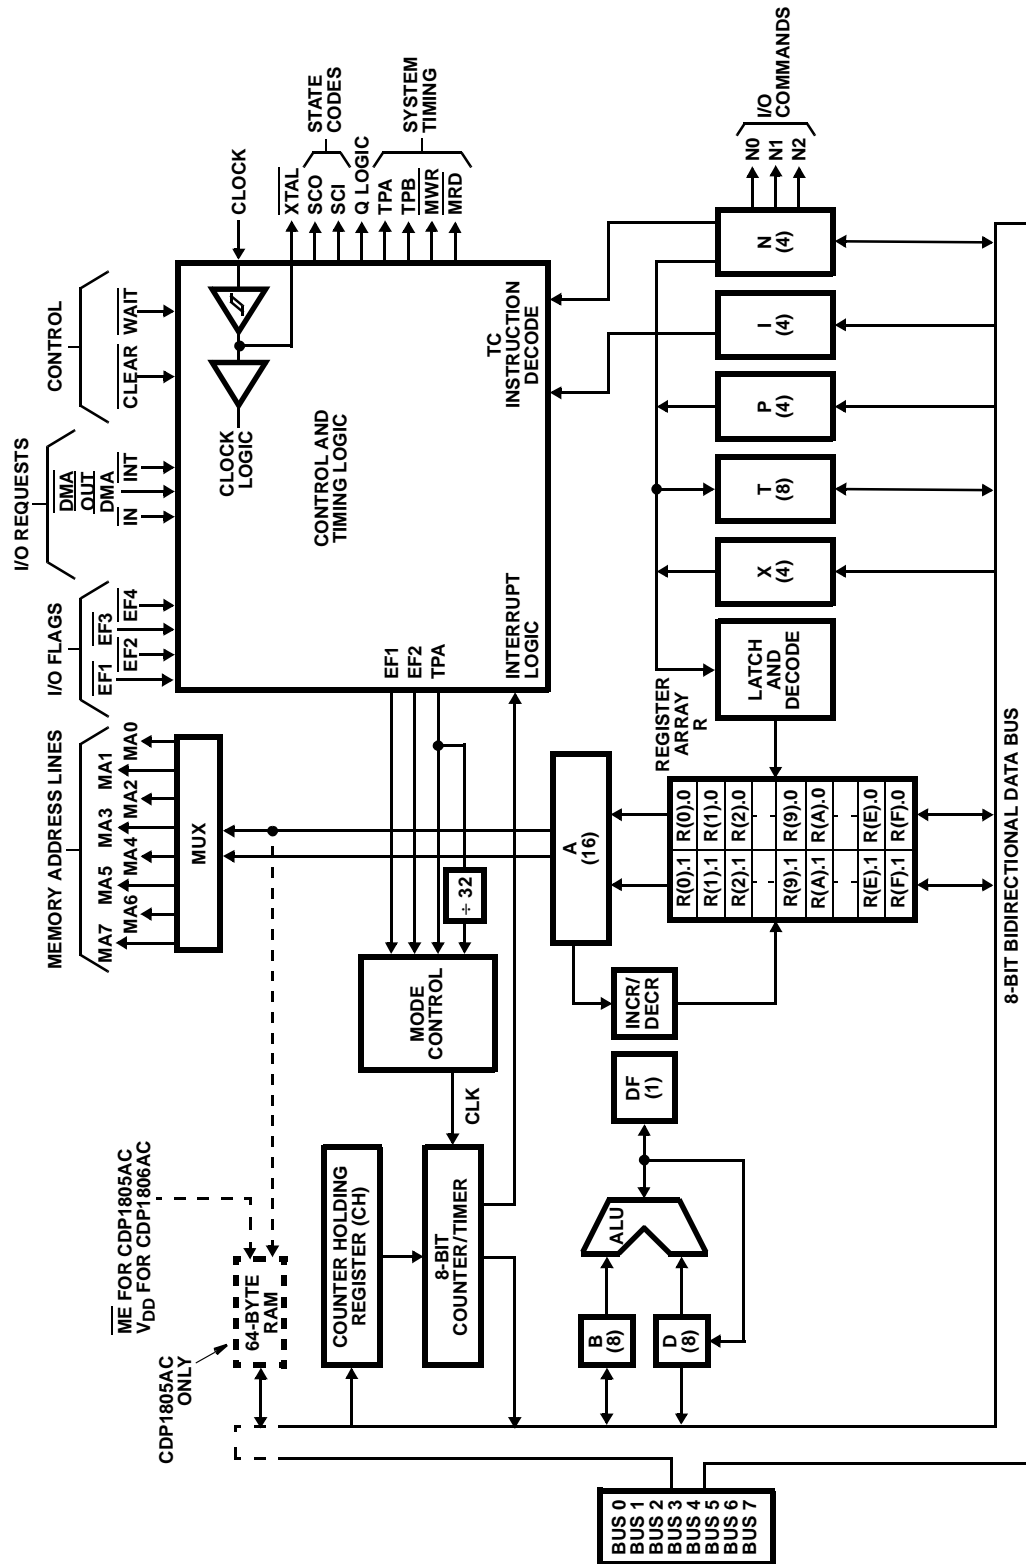 MEMORY ADDRESS LINES
MA7
MA6
MA5
MA4
MA3
MA2
MA1
MA0
I/O FLAGS
EF1
EF2
EF3
EF4
I/O REQUESTS
DMA
IN
DMA
OUT
INT
CONTROL
CLEAR
WAIT
MUX
CLOCK
CLOCK
LOGIC
CONTROL AND
TIMING LOGIC
XTAL
SCO
SCI
STATE
CODES
Q LOGIC
TPA
TPB
MWR
MRD
SYSTEM
TIMING
TC
INSTRUCTION
DECODE
EF1
EF2
TPA
INTERRUPT
LOGIC
÷ 32
MODE
CONTROL
CLK
ME FOR CDP1805AC
VDD FOR CDP1806AC
CDP1805AC
ONLY
64-BYTE
RAM
COUNTER HOLDING
REGISTER (CH)
8-BIT
COUNTER/TIMER
A
(16)
INCR/
DECR
DF
(1)
ALU
B
(8)
D
(8)
REGISTER
ARRAY
R
R(0).1 R(0).0
R(1).1 R(1).0
R(2).1 R(2).0
R(9).1 R(9).0
R(A).1 R(A).0
R(E).1 R(E).0
R(F).1 R(F).0
LATCH
AND
DECODE
X
(4)
T
(8)
P
(4)
I
(4)
N
(4)
N0
N1
N2
I/O
COMMANDS
BUS 0
BUS 1
BUS 2
BUS 3
BUS 4
BUS 5
BUS 6
BUS 7
8-BIT BIDIRECTIONAL DATA BUS